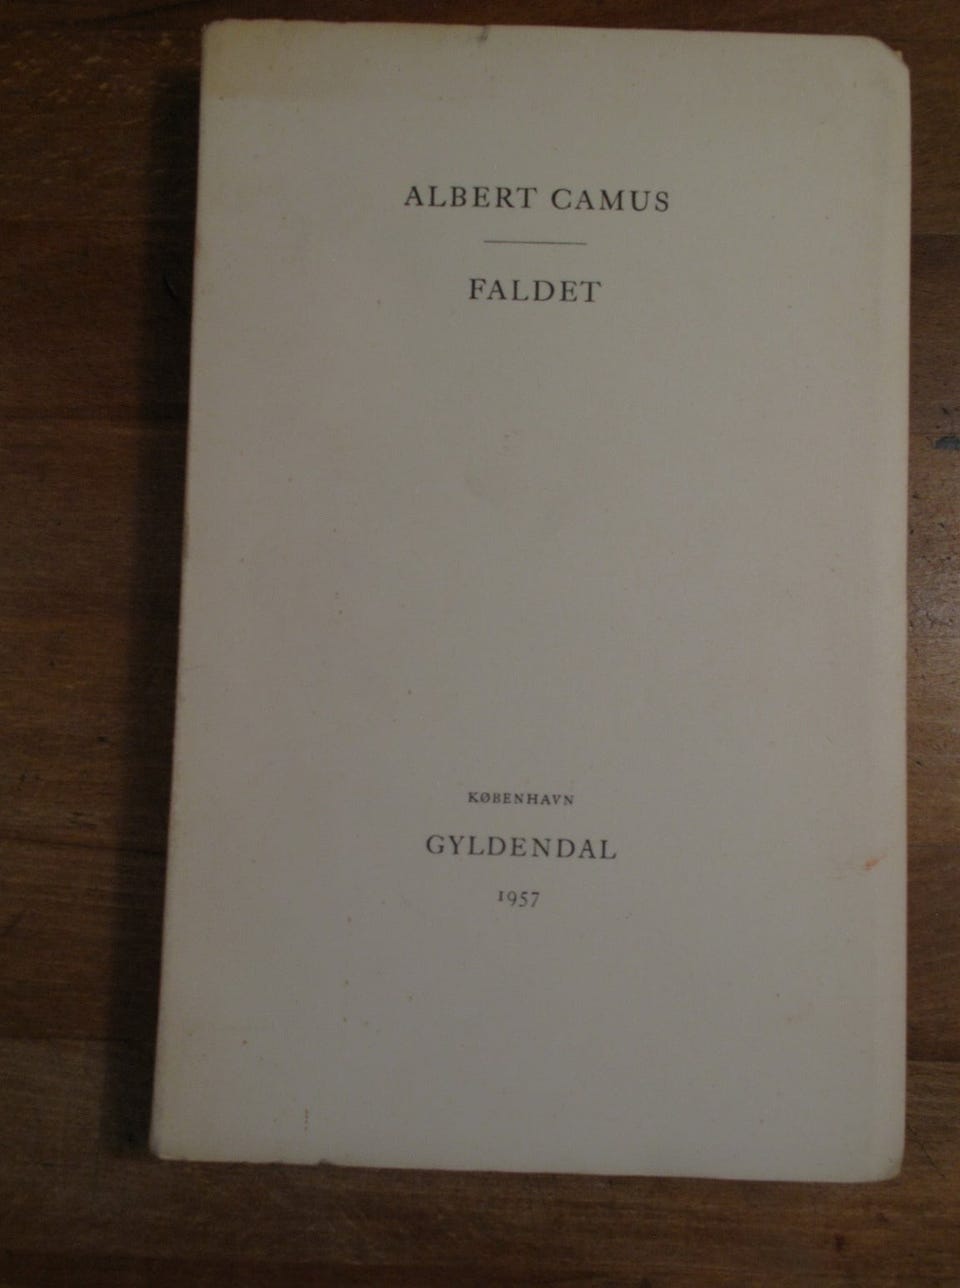 ALBERT CAMUS
FALDET
KØBENHAVN
GYLDENDAL
1957